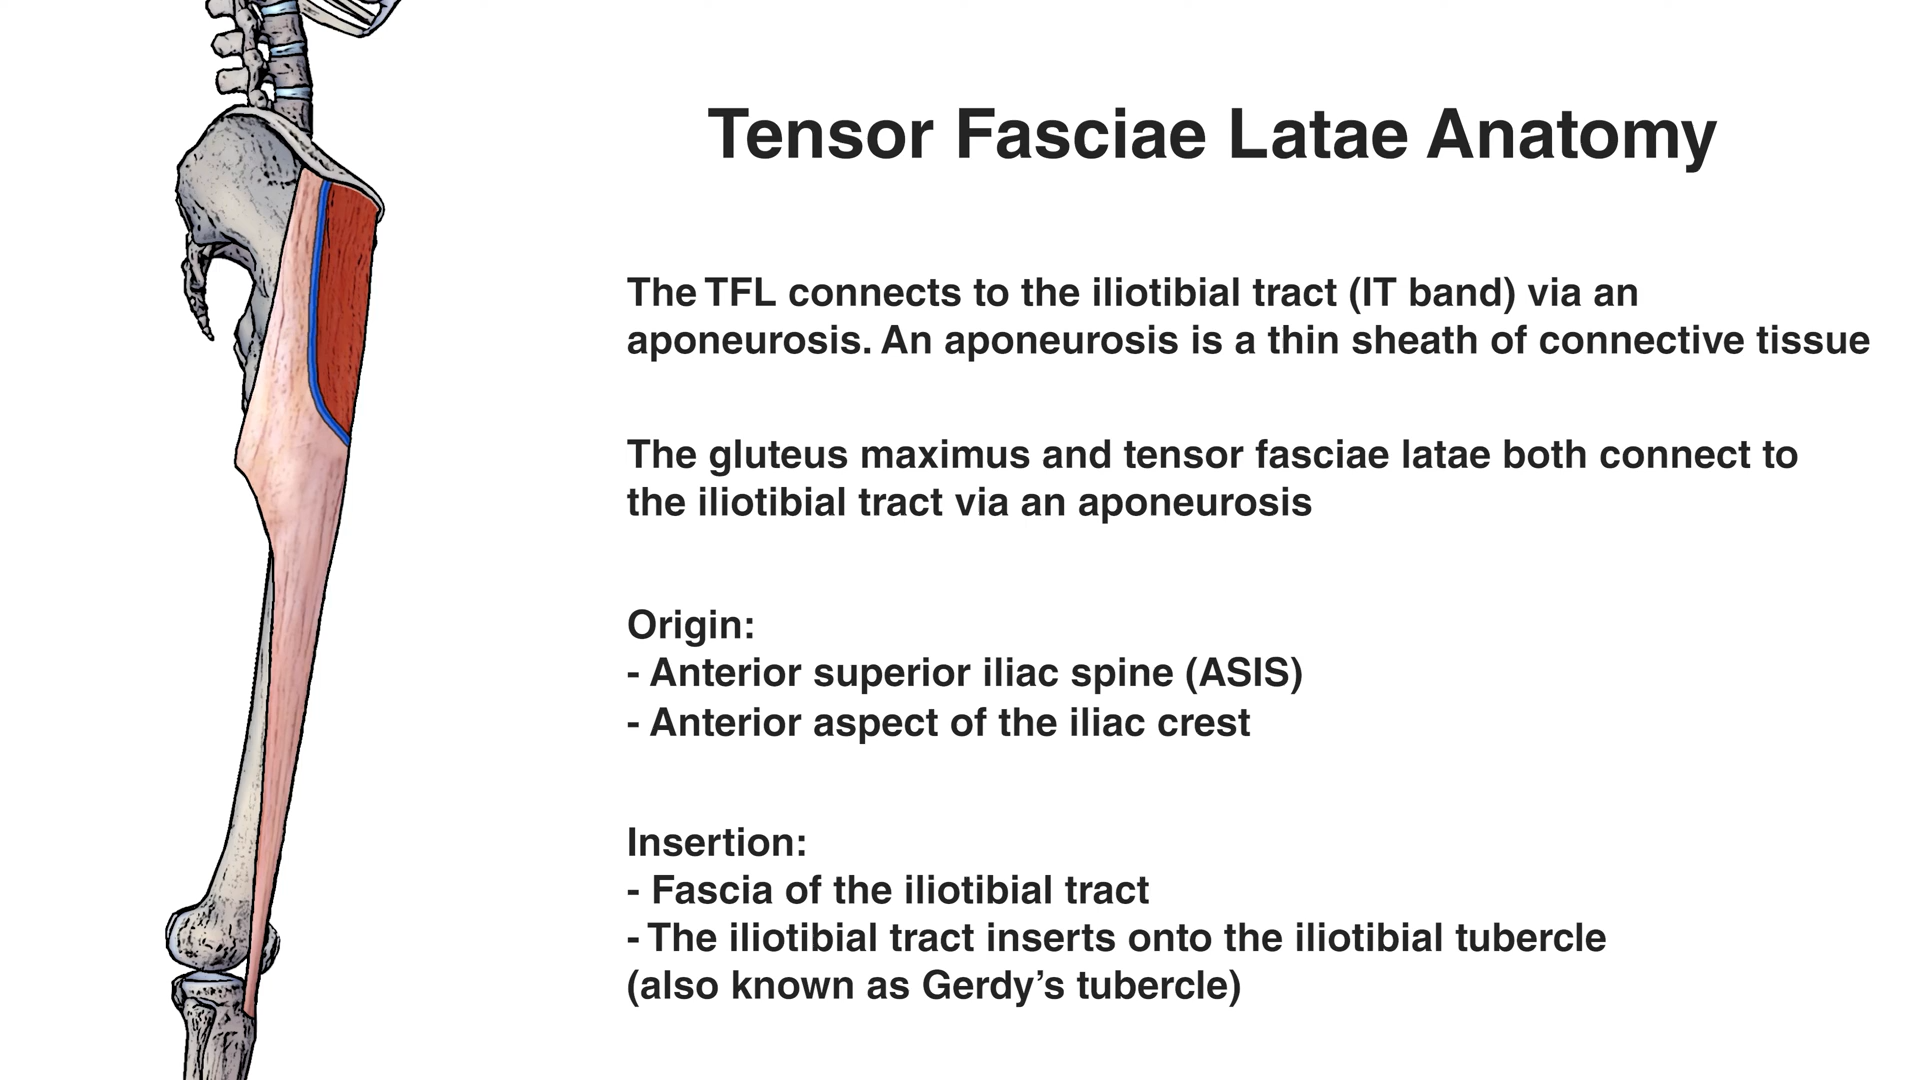 Tensor Fasciae Latae Anatomy
The TFL connects to the iliotibial tract (IT band) via an
aponeurosis. An aponeurosis is a thin sheath of connective tissue
The gluteus maximus and tensor fasciae latae both connect to
the iliotibial tract via an aponeurosis
Origin:
- Anterior superior iliac spine (ASIS)
- Anterior aspect of the iliac crest
Insertion:
- Fascia of the iliotibial tract
- The iliotibial tract inserts onto the iliotibial tubercle
(also known as Gerdy’s tubercle)